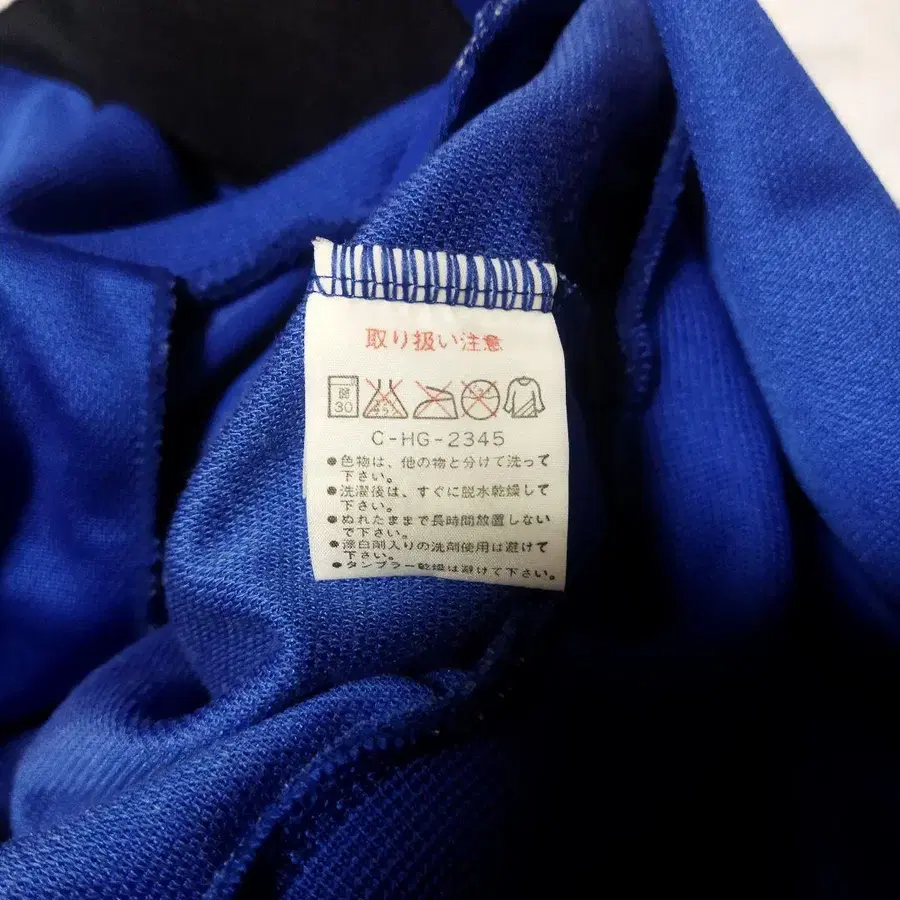 取り扱い注意
弱
30
C-HG-2345
●色物は、他の物と分けて洗って
下さい。
●洗濯後は、すぐに脱水乾燥して
下さい。
●ぬれたままで長時間放置しない
で下さい。
●漂白剤入りの洗剤使用は避けて
下さい。
●タンブラー乾燥は避けて下さい。